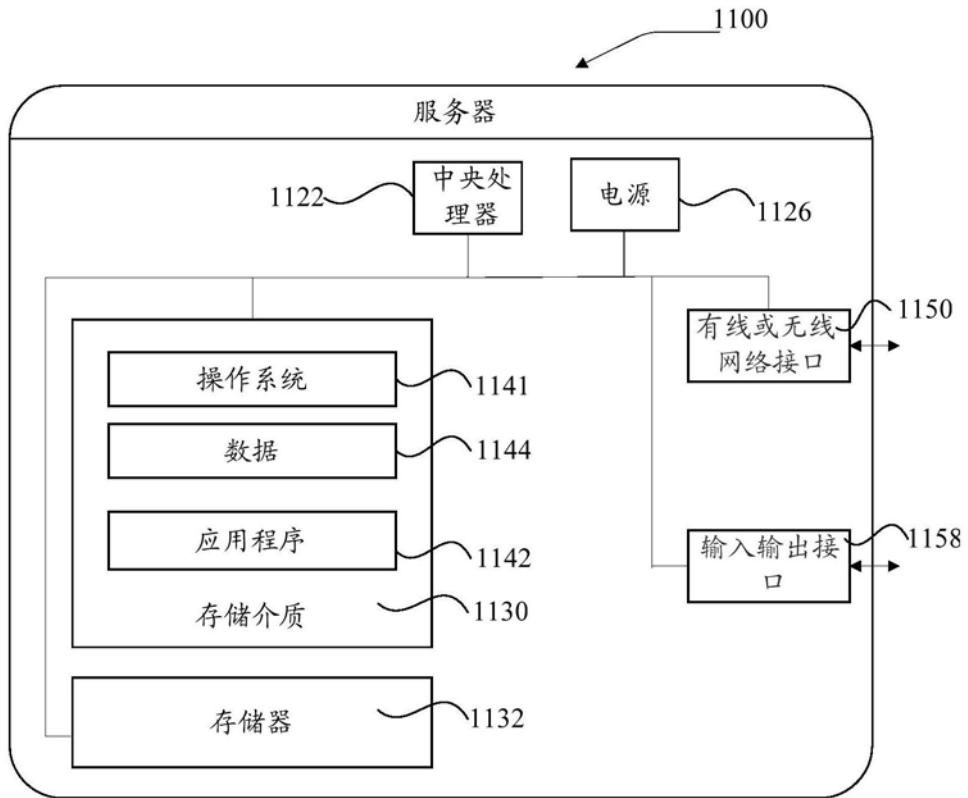 1100
服务器
1122
中央处
理器
电源
1126
有线或无线
网络接口
1150
操作系统
1141
数据
1144
应用程序
1142
存储介质
1130
输入输出接
口
1158
存储器
1132